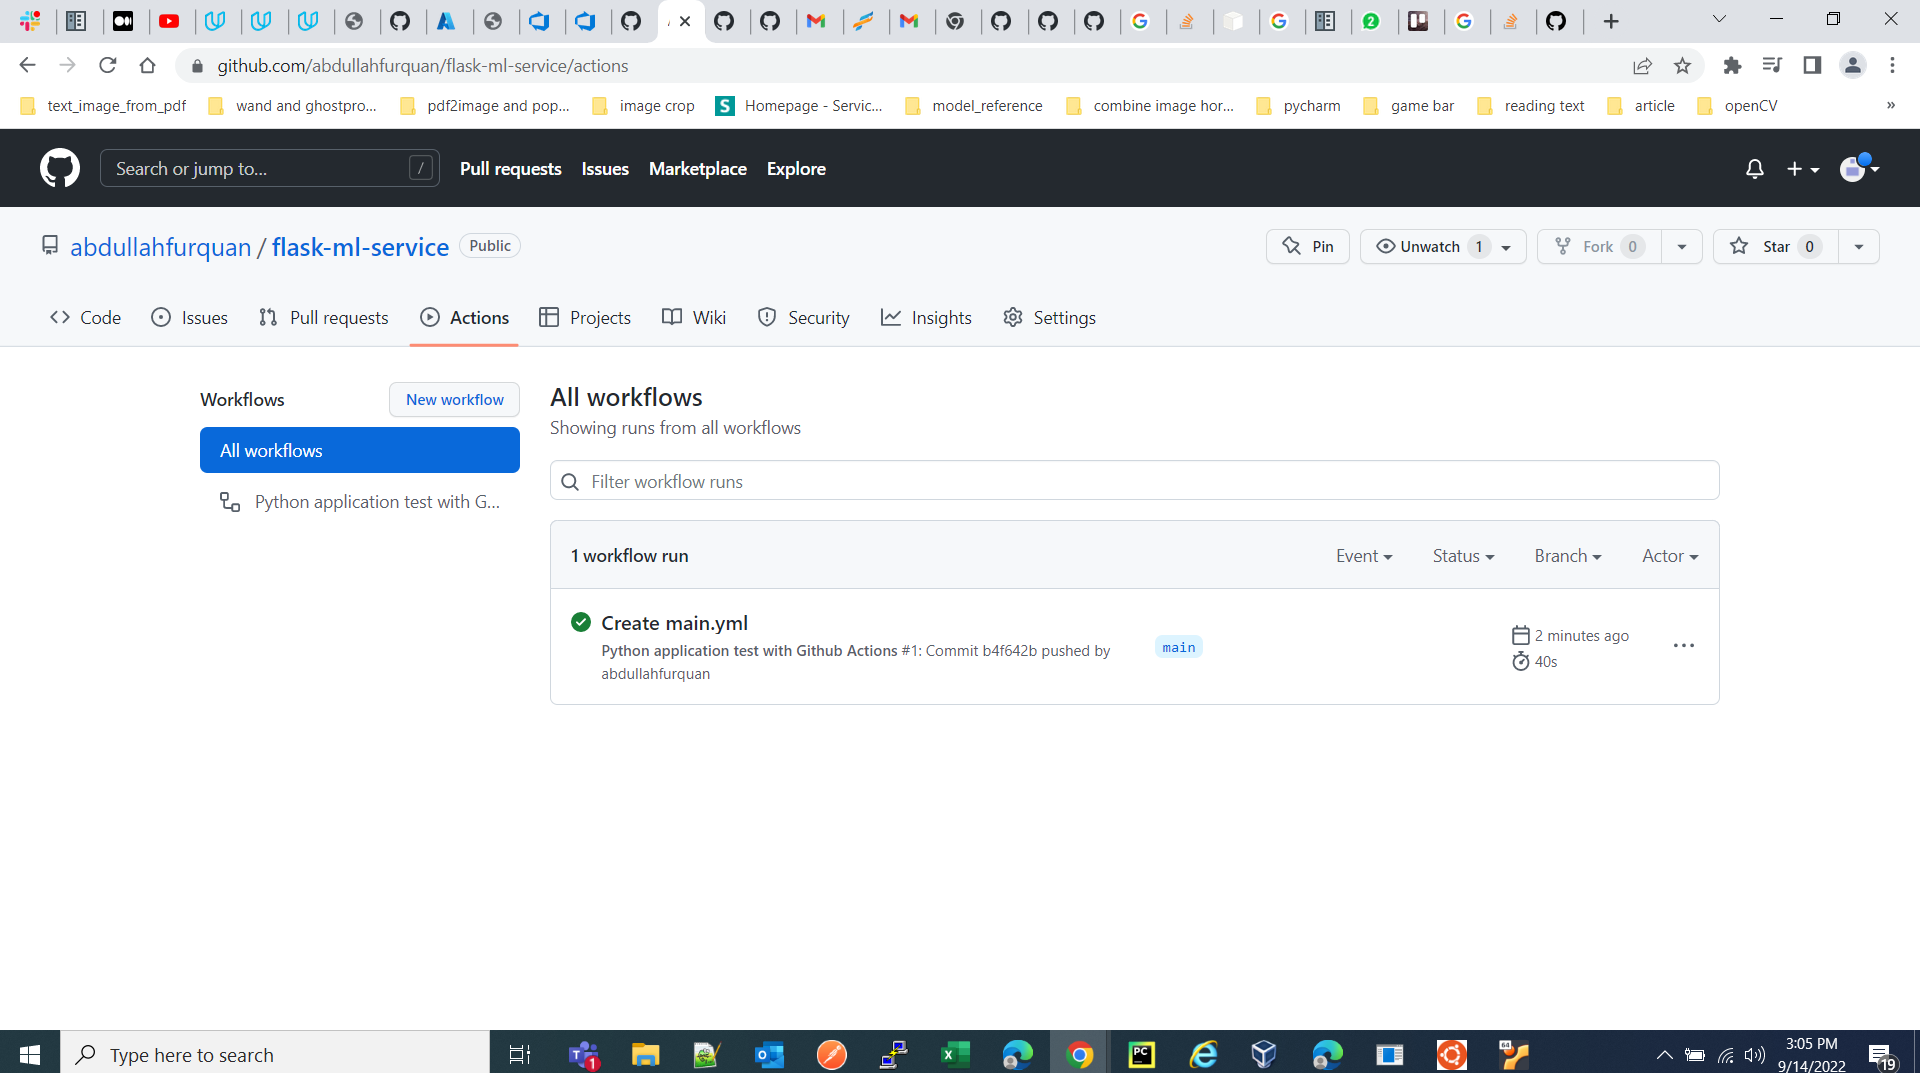 github.com/abdullahfurquan/flask-ml-service/actions
text_image_from_pdf wand and ghostpro... pdf2image and pop... image crop S Homepage - Servic... model_reference combine image hor... pycharm game bar reading text article openCV »
Search or jump to... / Pull requests Issues Marketplace Explore
abdullahfurquan / flask-ml-service Public Pin Unwatch 1 Fork 0 Star 0
Code Issues Pull requests Actions Projects Wiki Security Insights Settings
Workflows New workflow
All workflows
Python application test with G...
All workflows
Showing runs from all workflows
Filter workflow runs
1 workflow run Event Status Branch Actor
Create main.yml
Python application test with Github Actions #1: Commit b4f642b pushed by
abdullahfurquan
main
2 minutes ago
40s
Type here to search
3:05 PM
9/14/2022
19